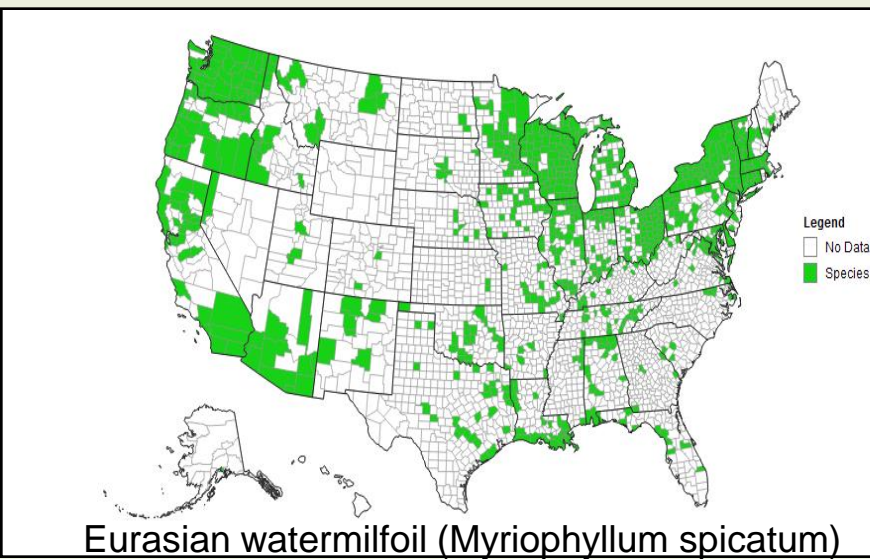 Legend
No Data
Species
Eurasian watermilfoil (Myriophyllum spicatum)